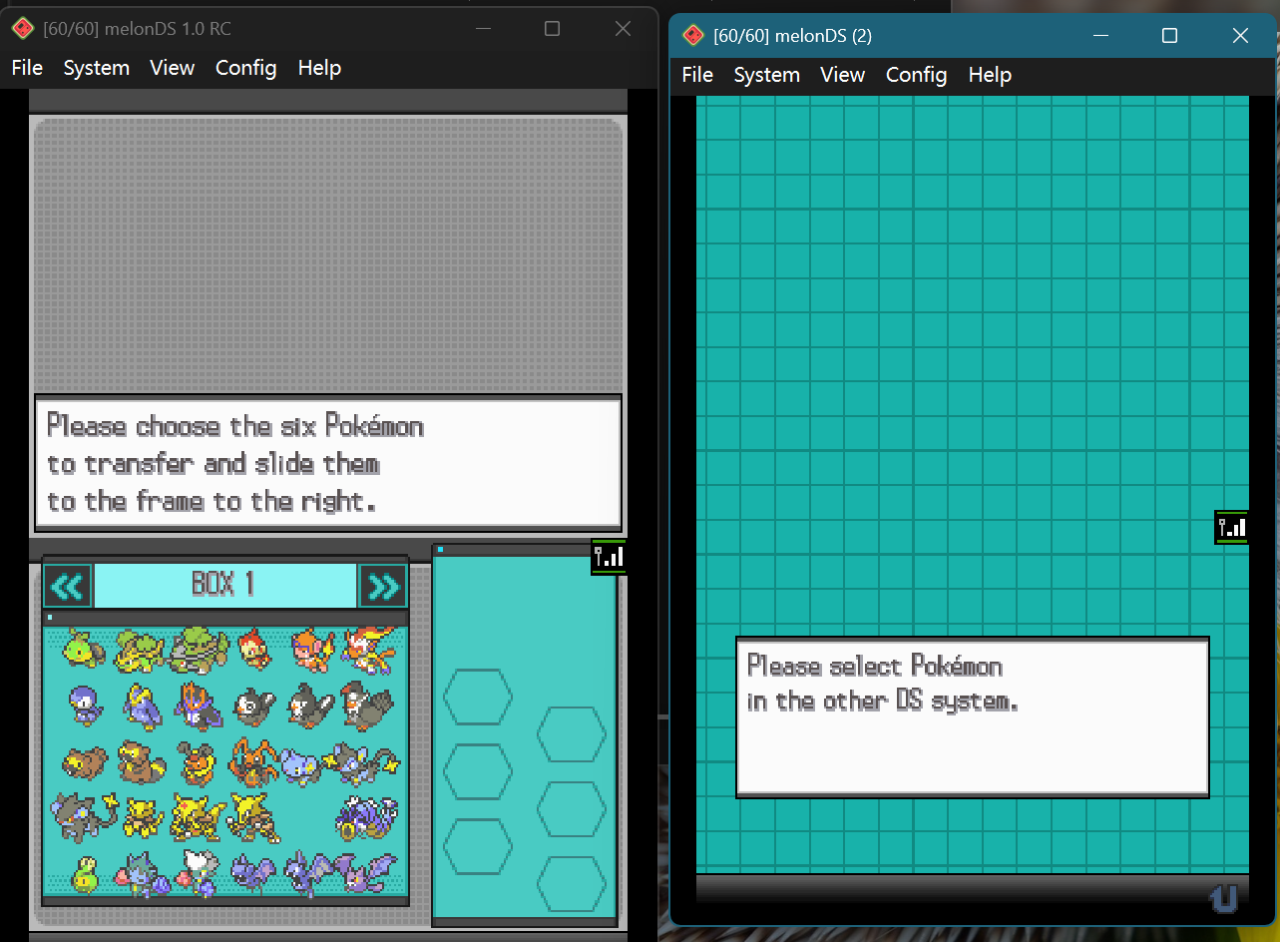 [60/60] melonDS 1.0 RC
File System View Config Help
Please choose the six Pokémon
to transfer and slide them
to the frame to the right.
BOX 1
[60/60] melonDS (2)
File System View Config Help
Please select Pokémon
in the other DS system.